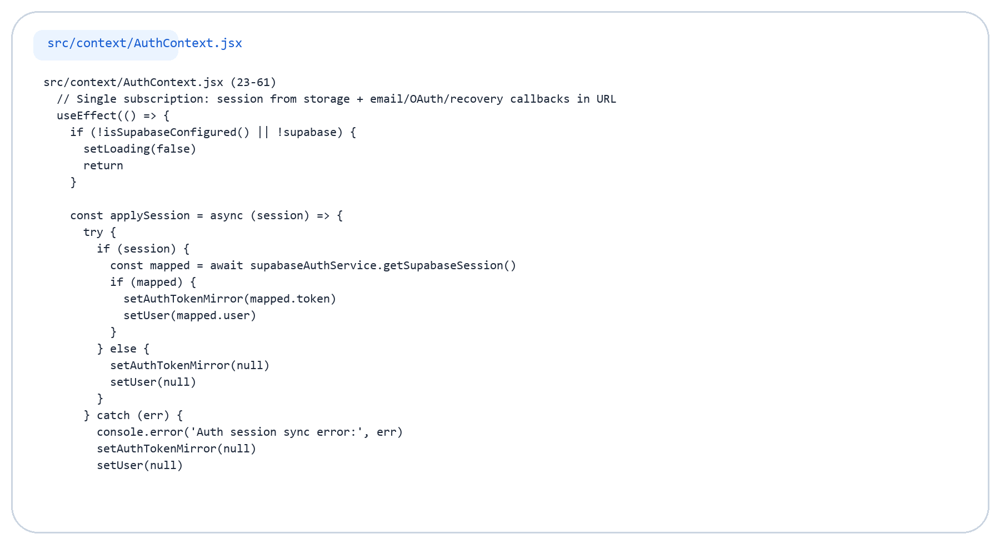 src/context/AuthContext.jsx
src/context/AuthContext.jsx (23-61)
  // Single subscription: session from storage + email/OAuth/recovery callbacks in URL
  useEffect(() => {
    if (!isSupabaseConfigured() || !supabase) {
      setLoading(false)
      return
    }

    const applySession = async (session) => {
      try {
        if (session) {
          const mapped = await supabaseAuthService.getSupabaseSession()
          if (mapped) {
            setAuthTokenMirror(mapped.token)
            setUser(mapped.user)
          }
        } else {
          setAuthTokenMirror(null)
          setUser(null)
        }
      } catch (err) {
        console.error('Auth session sync error:', err)
        setAuthTokenMirror(null)
        setUser(null)